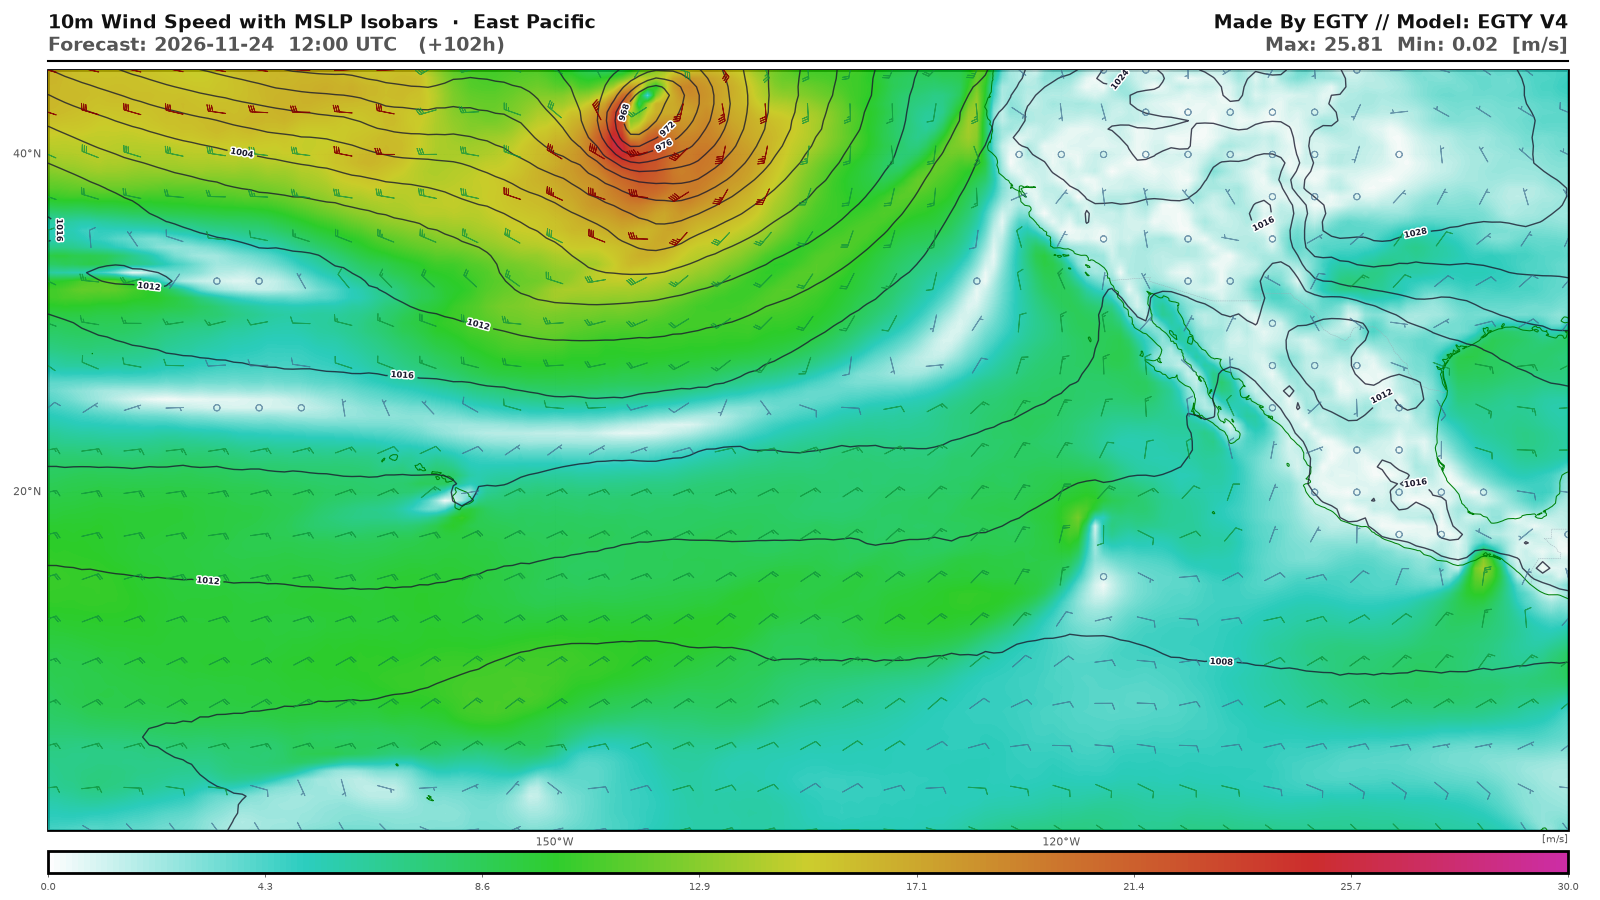 10m Wind Speed with MSLP Isobars · East Pacific
Made By EGTY // Model: EGTY V4
Forecast: 2026-11-24 12:00 UTC (+102h)
Max: 25.81 Min: 0.02 [m/s]
1024
968
972
976
40°N
1004
1016
1016
1028
1012
1012
1016
1012
1016
20°N
1012
1008
150°W
120°W
[m/s]
0.0
4.3
8.6
12.9
17.1
21.4
25.7
30.0